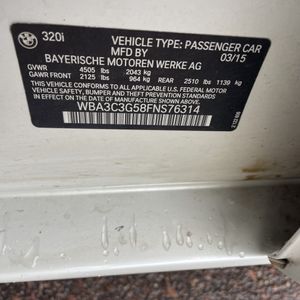 320i
VEHICLE TYPE: PASSENGER CAR
MFD BY 03/15
BAYERISCHE MOTOREN WERKE AG
GVWR 4505 LBS 2043 KG
GAWR FRONT 2125 LBS 964 KG REAR 2510 LBS 1139 KG
THIS VEHICLE CONFORMS TO ALL APPLICABLE U.S. FEDERAL MOTOR
VEHICLE SAFETY, BUMPER, AND THEFT PREVENTION STANDARDS
IN EFFECT ON THE DATE OF MANUFACTURE SHOWN ABOVE.
WBA3C3G58FNS76314